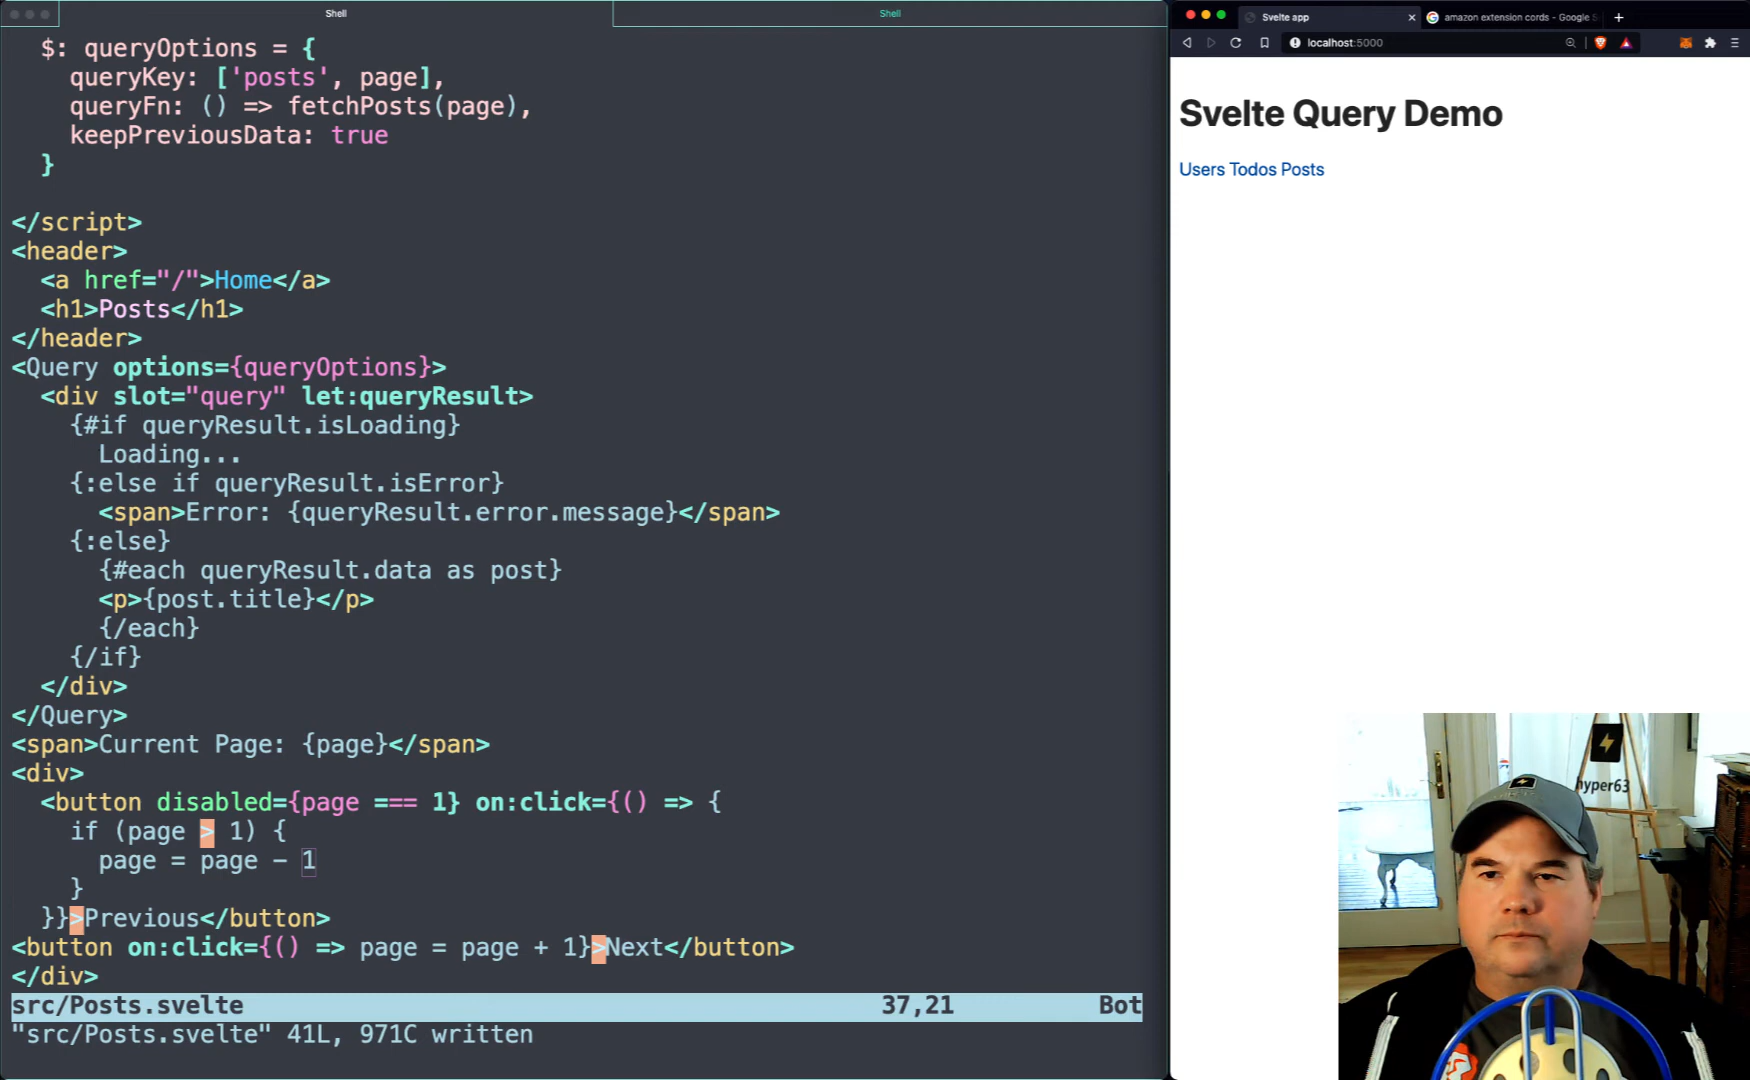 Shell
Shell
$: queryOptions = {
queryKey: ['posts', page],
queryFn: () => fetchPosts(page),
keepPreviousData: true
}
</script>
<header>
<a href="/">Home</a>
<h1>Posts</h1>
</header>
<Query options={queryOptions}>
<div slot="query" let:queryResult>
{#if queryResult.isLoading}
Loading...
{:else if queryResult.isError}
<span>Error: {queryResult.error.message}</span>
{:else}
{#each queryResult.data as post}
<p>{post.title}</p>
{/each}
{/if}
</div>
</Query>
<span>Current Page: {page}</span>
<div>
<button disabled={page === 1} on:click={() => {
if (page > 1) {
page = page - 1
}
}}>Previous</button>
<button on:click={() => page = page + 1}>Next</button>
</div>
src/Posts.svelte 37,21 Bot
"src/Posts.svelte" 41L, 971C written
Svelte app
amazon extension cords - Google S
localhost:5000
Svelte Query Demo
Users Todos Posts
hyper63